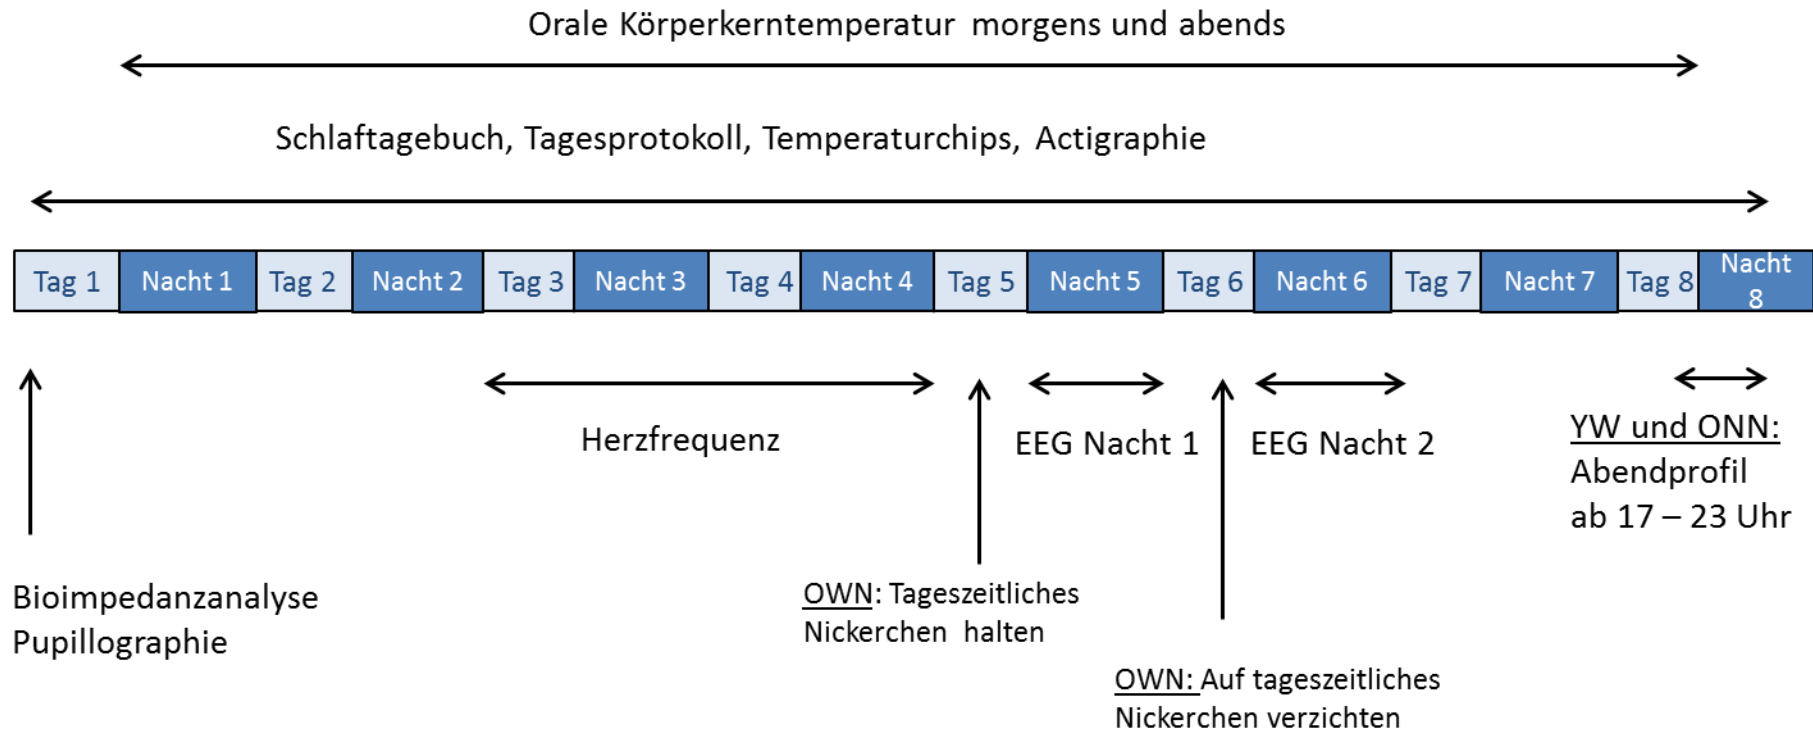 Orale Körperkerntemperatur morgens und abends
Schlaftagebuch, Tagesprotokoll, Temperaturchips, Actigraphie
Tag 1 Nacht 1 Tag 2 Nacht 2 Tag 3 Nacht 3 Tag 4 Nacht 4 Tag 5 Nacht 5 Tag 6 Nacht 6 Tag 7 Nacht 7 Tag 8 Nacht
8
Herzfrequenz
EEG Nacht 1
EEG Nacht 2
YW und ONN:
Abendprofil
ab 17 – 23 Uhr
Bioimpedanzanalyse
Pupillographie
OWN: Tageszeitliches
Nickerchen halten
OWN: Auf tageszeitliches
Nickerchen verzichten